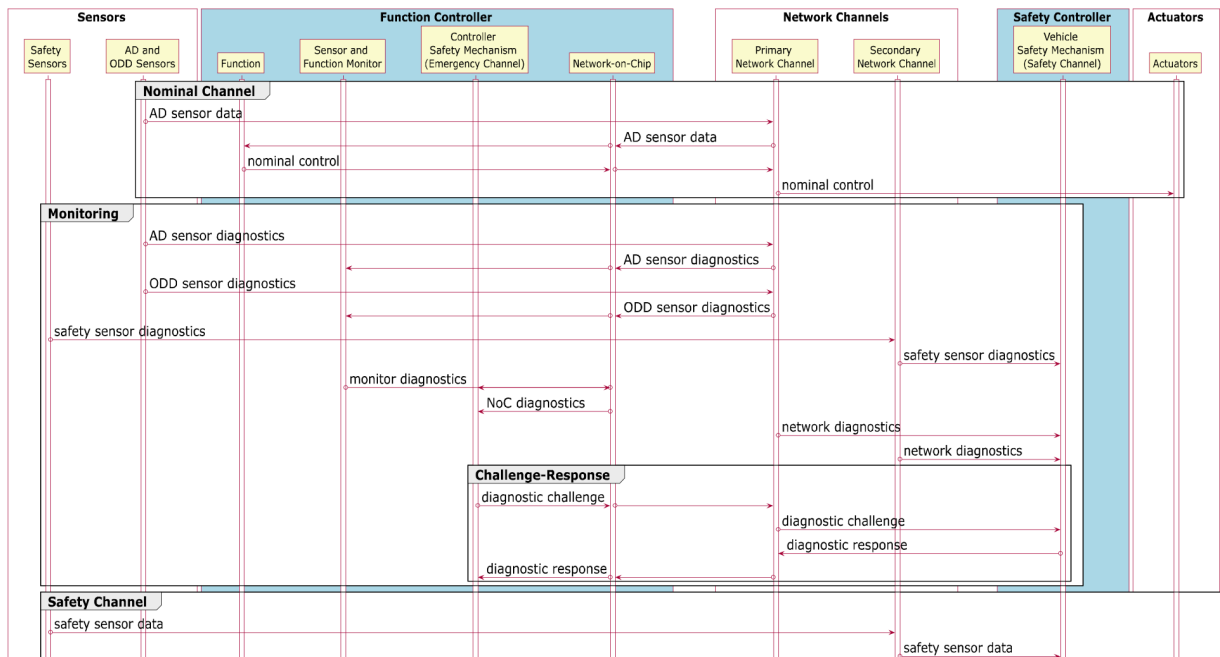 Sensors
Function Controller
Network Channels
Safety Controller
Actuators
Safety
Sensors
AD and
ODD Sensors
Function
Sensor and
Function Monitor
Controller
Safety Mechanism
(Emergency Channel)
Network-on-Chip
Primary
Network Channel
Secondary
Network Channel
Vehicle
Safety Mechanism
(Safety Channel)
Actuators
Nominal Channel
AD sensor data
AD sensor data
nominal control
nominal control
Monitoring
AD sensor diagnostics
AD sensor diagnostics
ODD sensor diagnostics
ODD sensor diagnostics
safety sensor diagnostics
safety sensor diagnostics
monitor diagnostics
NoC diagnostics
network diagnostics
network diagnostics
Challenge-Response
diagnostic challenge
diagnostic challenge
diagnostic response
diagnostic response
Safety Channel
safety sensor data
safety sensor data